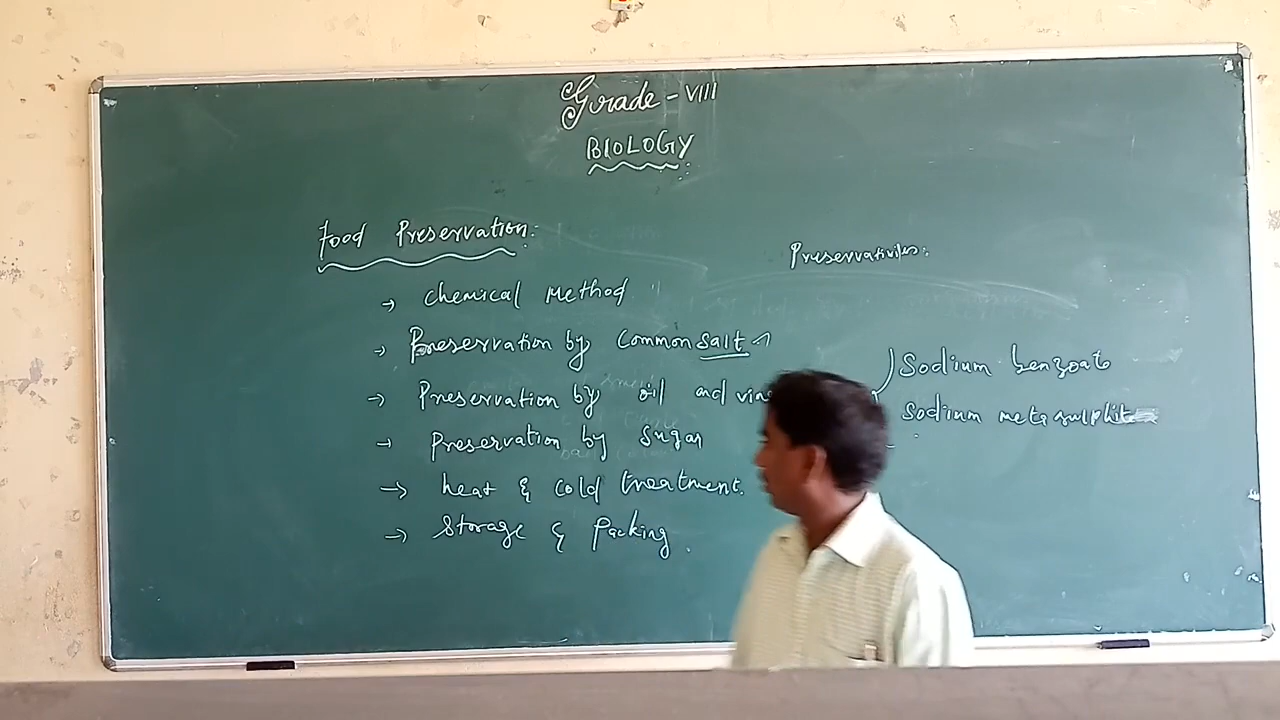 Grade - VIII
BIOLOGY
Food Preservation:
→ Chemical Method
→ Preservation by Common Salt
→ Preservation by oil and
→ Preservation by Sugar
→ heat & cold treatment.
→ Storage & Packing.
Preservatives:
Sodium benzoate
Sodium meta